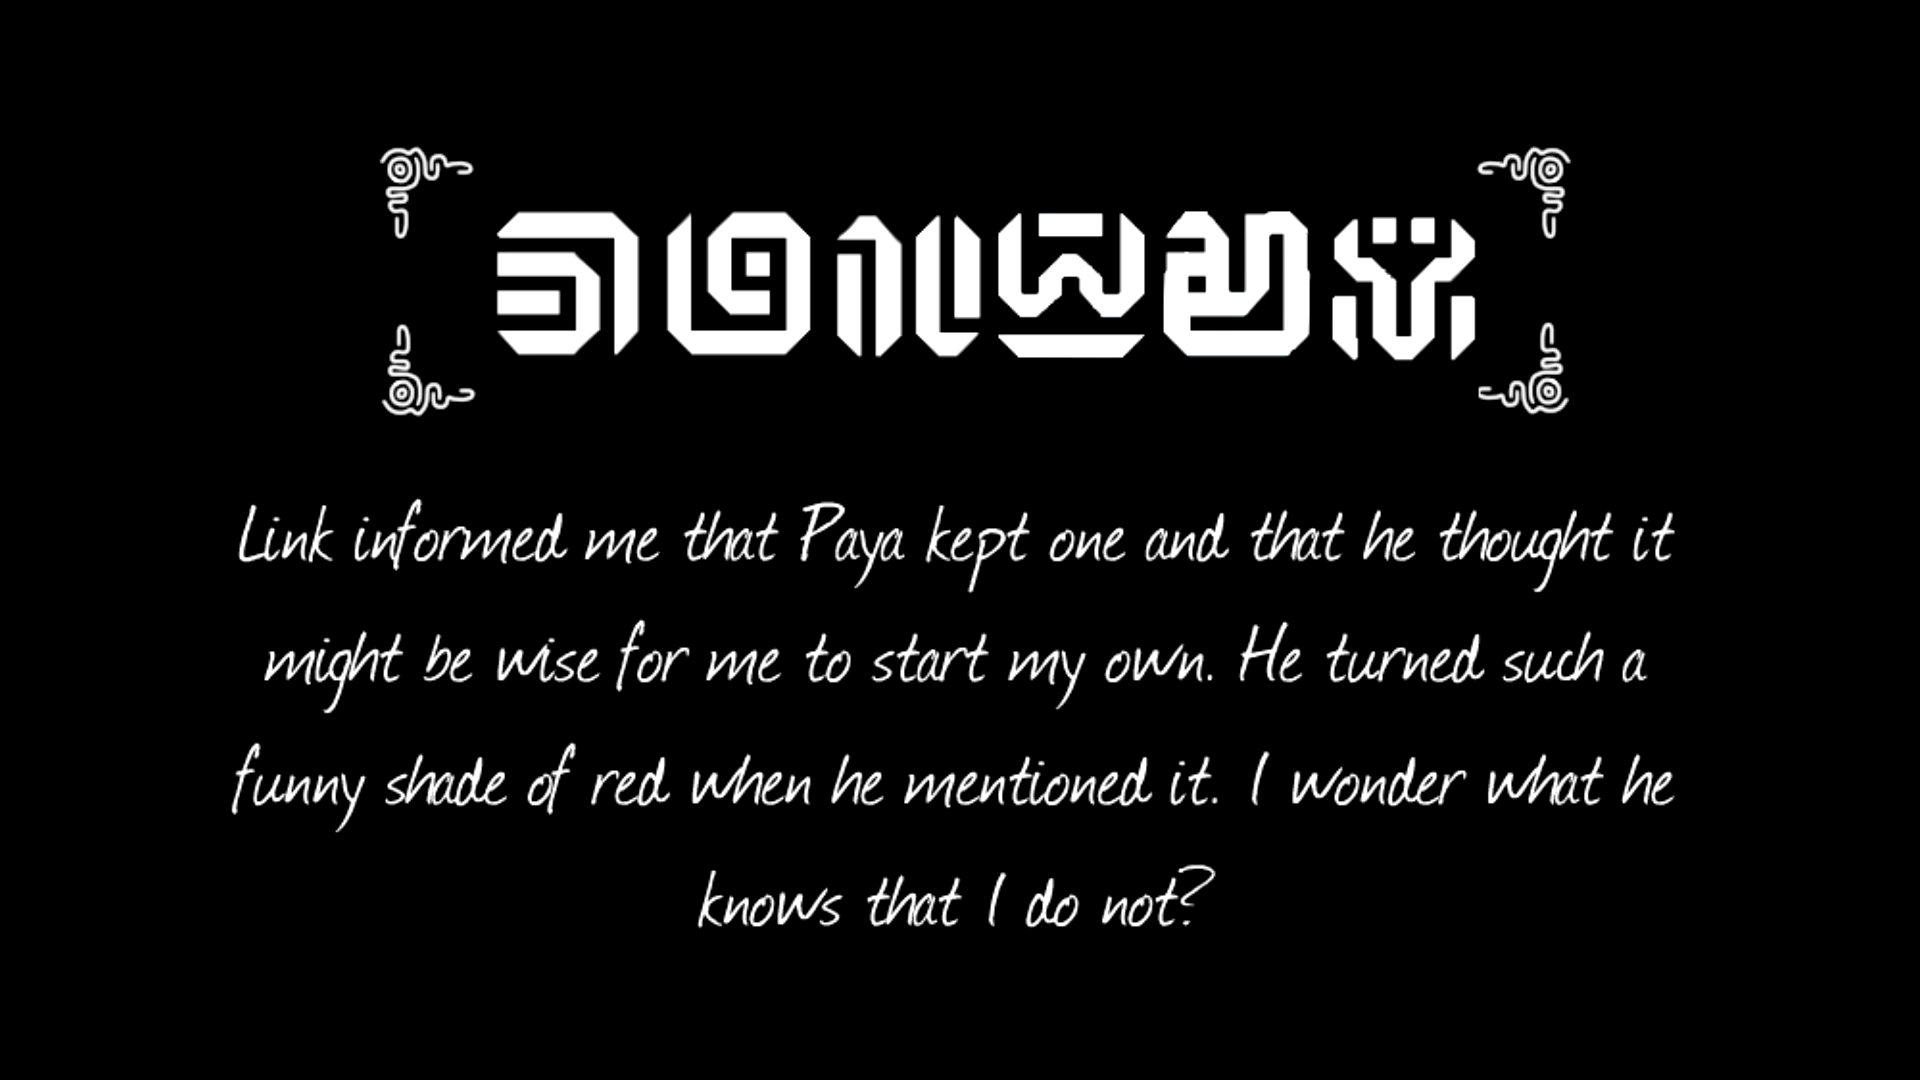 Link informed me that Paya kept one and that he thought it
might be wise for me to start my own. He turned such a
funny shade of red when he mentioned it. I wonder what he
knows that I do not?